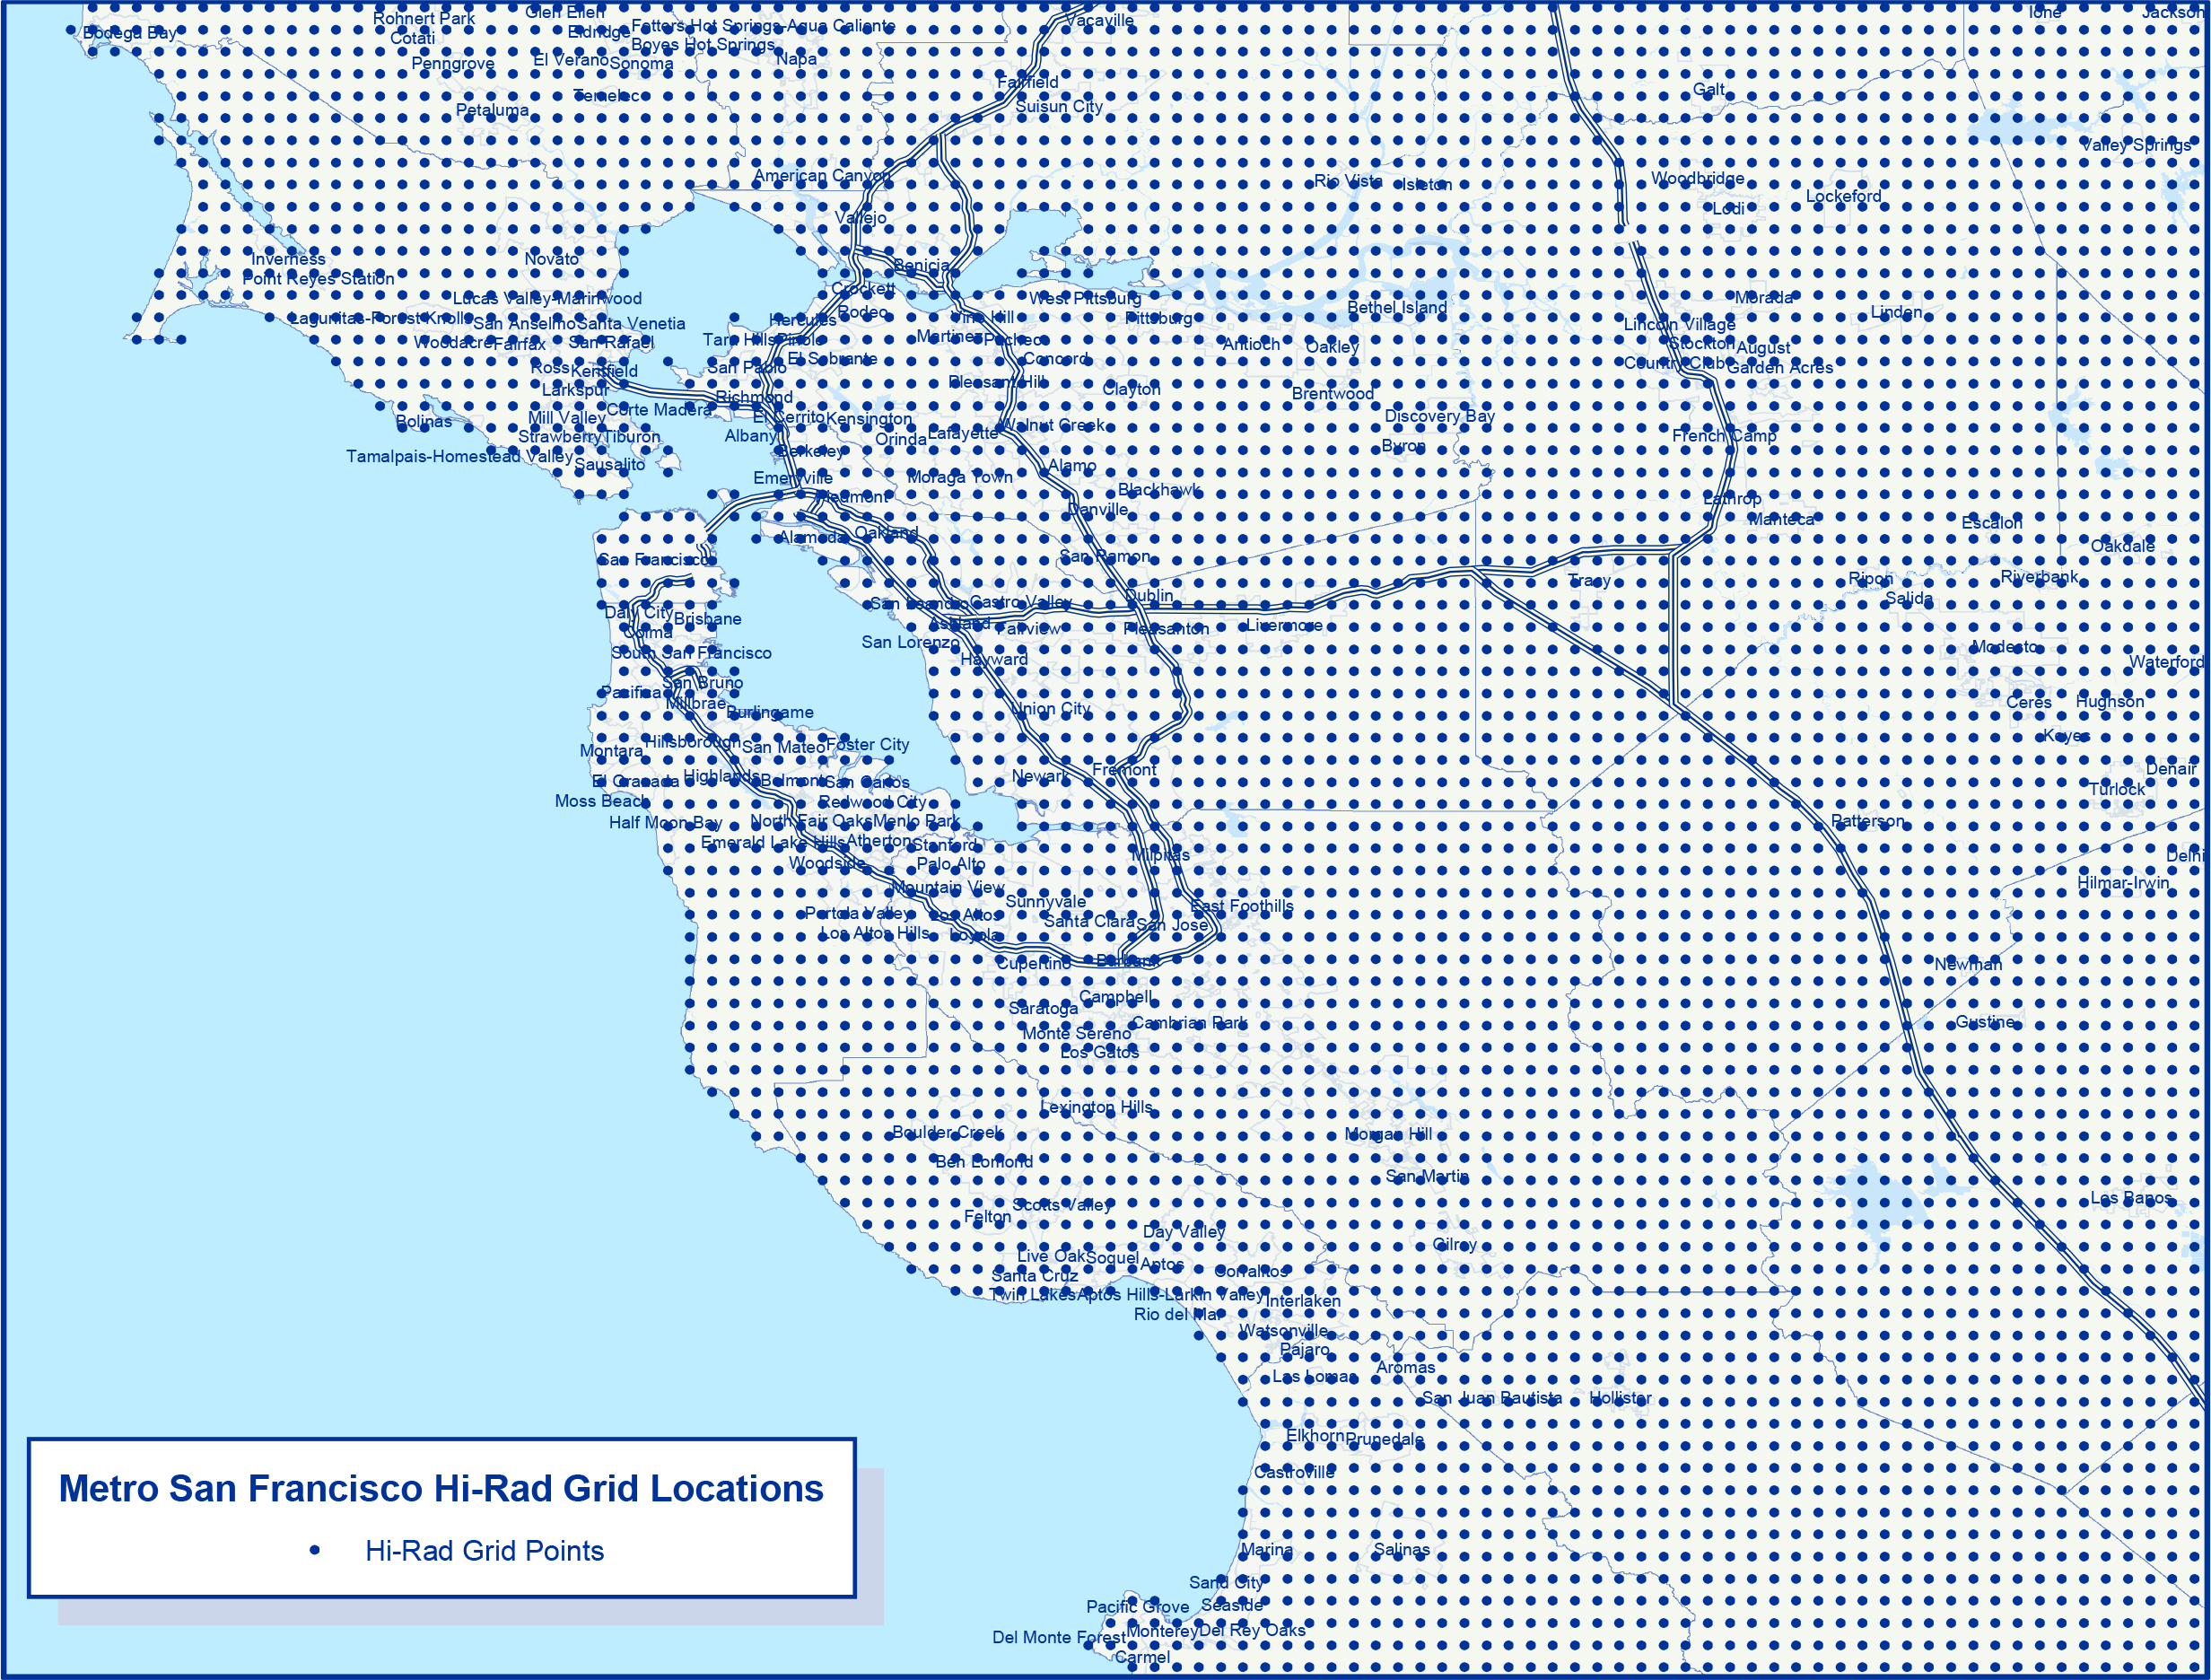 Glen Ellen
Ione
Jackson
Rohnert Park
Vacaville
Fetters Hot Springs-Agua Caliente
Bodega Bay
Eldridge
Cotati
Boyes Hot Springs
El Verano
Sonoma
Napa
Penngrove
Fairfield
Galt
Temelec
Suisun City
Petaluma
Valley Springs
American Canyon
Rio Vista
Isleton
Woodbridge
Lockeford
Lodi
Vallejo
Inverness
Novato
Benicia
Point Reyes Station
Crockett
Lucas Valley-Marinwood
West Pittsburg
Morada
Bethel Island
Rodeo
Linden
Lagunitas-Forest Knolls
San Anselmo
Santa Venetia
Hercules
Vine Hill
Pittsburg
Lincoln Village
Woodacre
Fairfax
San Rafael
Tara Hills
Pinole
Martinez
Pacheco
Antioch
Oakley
Stockton
August
El Sobrante
Concord
Country Club
Garden Acres
Ross
Kentfield
San Pablo
Pleasant Hill
Larkspur
Clayton
Brentwood
Richmond
Corte Madera
Mill Valley
El Cerrito
Kensington
Discovery Bay
Bolinas
Walnut Creek
Strawberry
Tiburon
Albany
Orinda
Lafayette
French Camp
Byron
Berkeley
Tamalpais-Homestead Valley
Sausalito
Alamo
Emeryville
Moraga Town
Blackhawk
Piedmont
Lathrop
Danville
Manteca
Escalon
Alameda
Oakland
Oakdale
San Francisco
San Ramon
Tracy
Ripon
Riverbank
Dublin
Salida
San Leandro
Castro Valley
Daly City
Brisbane
Ashland
Fairview
Pleasanton
Livermore
Colma
San Lorenzo
Modesto
South San Francisco
Hayward
Waterford
San Bruno
Pacifica
Millbrae
Ceres
Hughson
Burlingame
Union City
Keyes
Hillsborough
San Mateo
Foster City
Montara
Fremont
Denair
El Granada
Highlands
Belmont
San Carlos
Newark
Turlock
Moss Beach
Redwood City
Half Moon Bay
North Fair Oaks
Menlo Park
Patterson
Emerald Lake Hills
Atherton
Stanford
Milpitas
Delhi
Woodside
Palo Alto
Mountain View
Hilmar-Irwin
Sunnyvale
East Foothills
Portola Valley
Los Altos
Santa Clara
San Jose
Los Altos Hills
Loyola
Cupertino
Burbank
Newman
Campbell
Saratoga
Cambrian Park
Gustine
Monte Sereno
Los Gatos
Lexington Hills
Boulder Creek
Morgan Hill
Ben Lomond
San Martin
Los Banos
Scotts Valley
Felton
Day Valley
Gilroy
Live Oak
Soquel
Aptos
Corralitos
Santa Cruz
Twin Lakes
Aptos Hills-Larkin Valley
Interlaken
Rio del Mar
Watsonville
Pajaro
Aromas
Las Lomas
San Juan Bautista
Hollister
Elkhorn
Prunedale
Castroville
Metro San Francisco Hi-Rad Grid Locations
Hi-Rad Grid Points
Marina
Salinas
Sand City
Pacific Grove
Seaside
Del Monte Forest
Monterey
Del Rey Oaks
Carmel